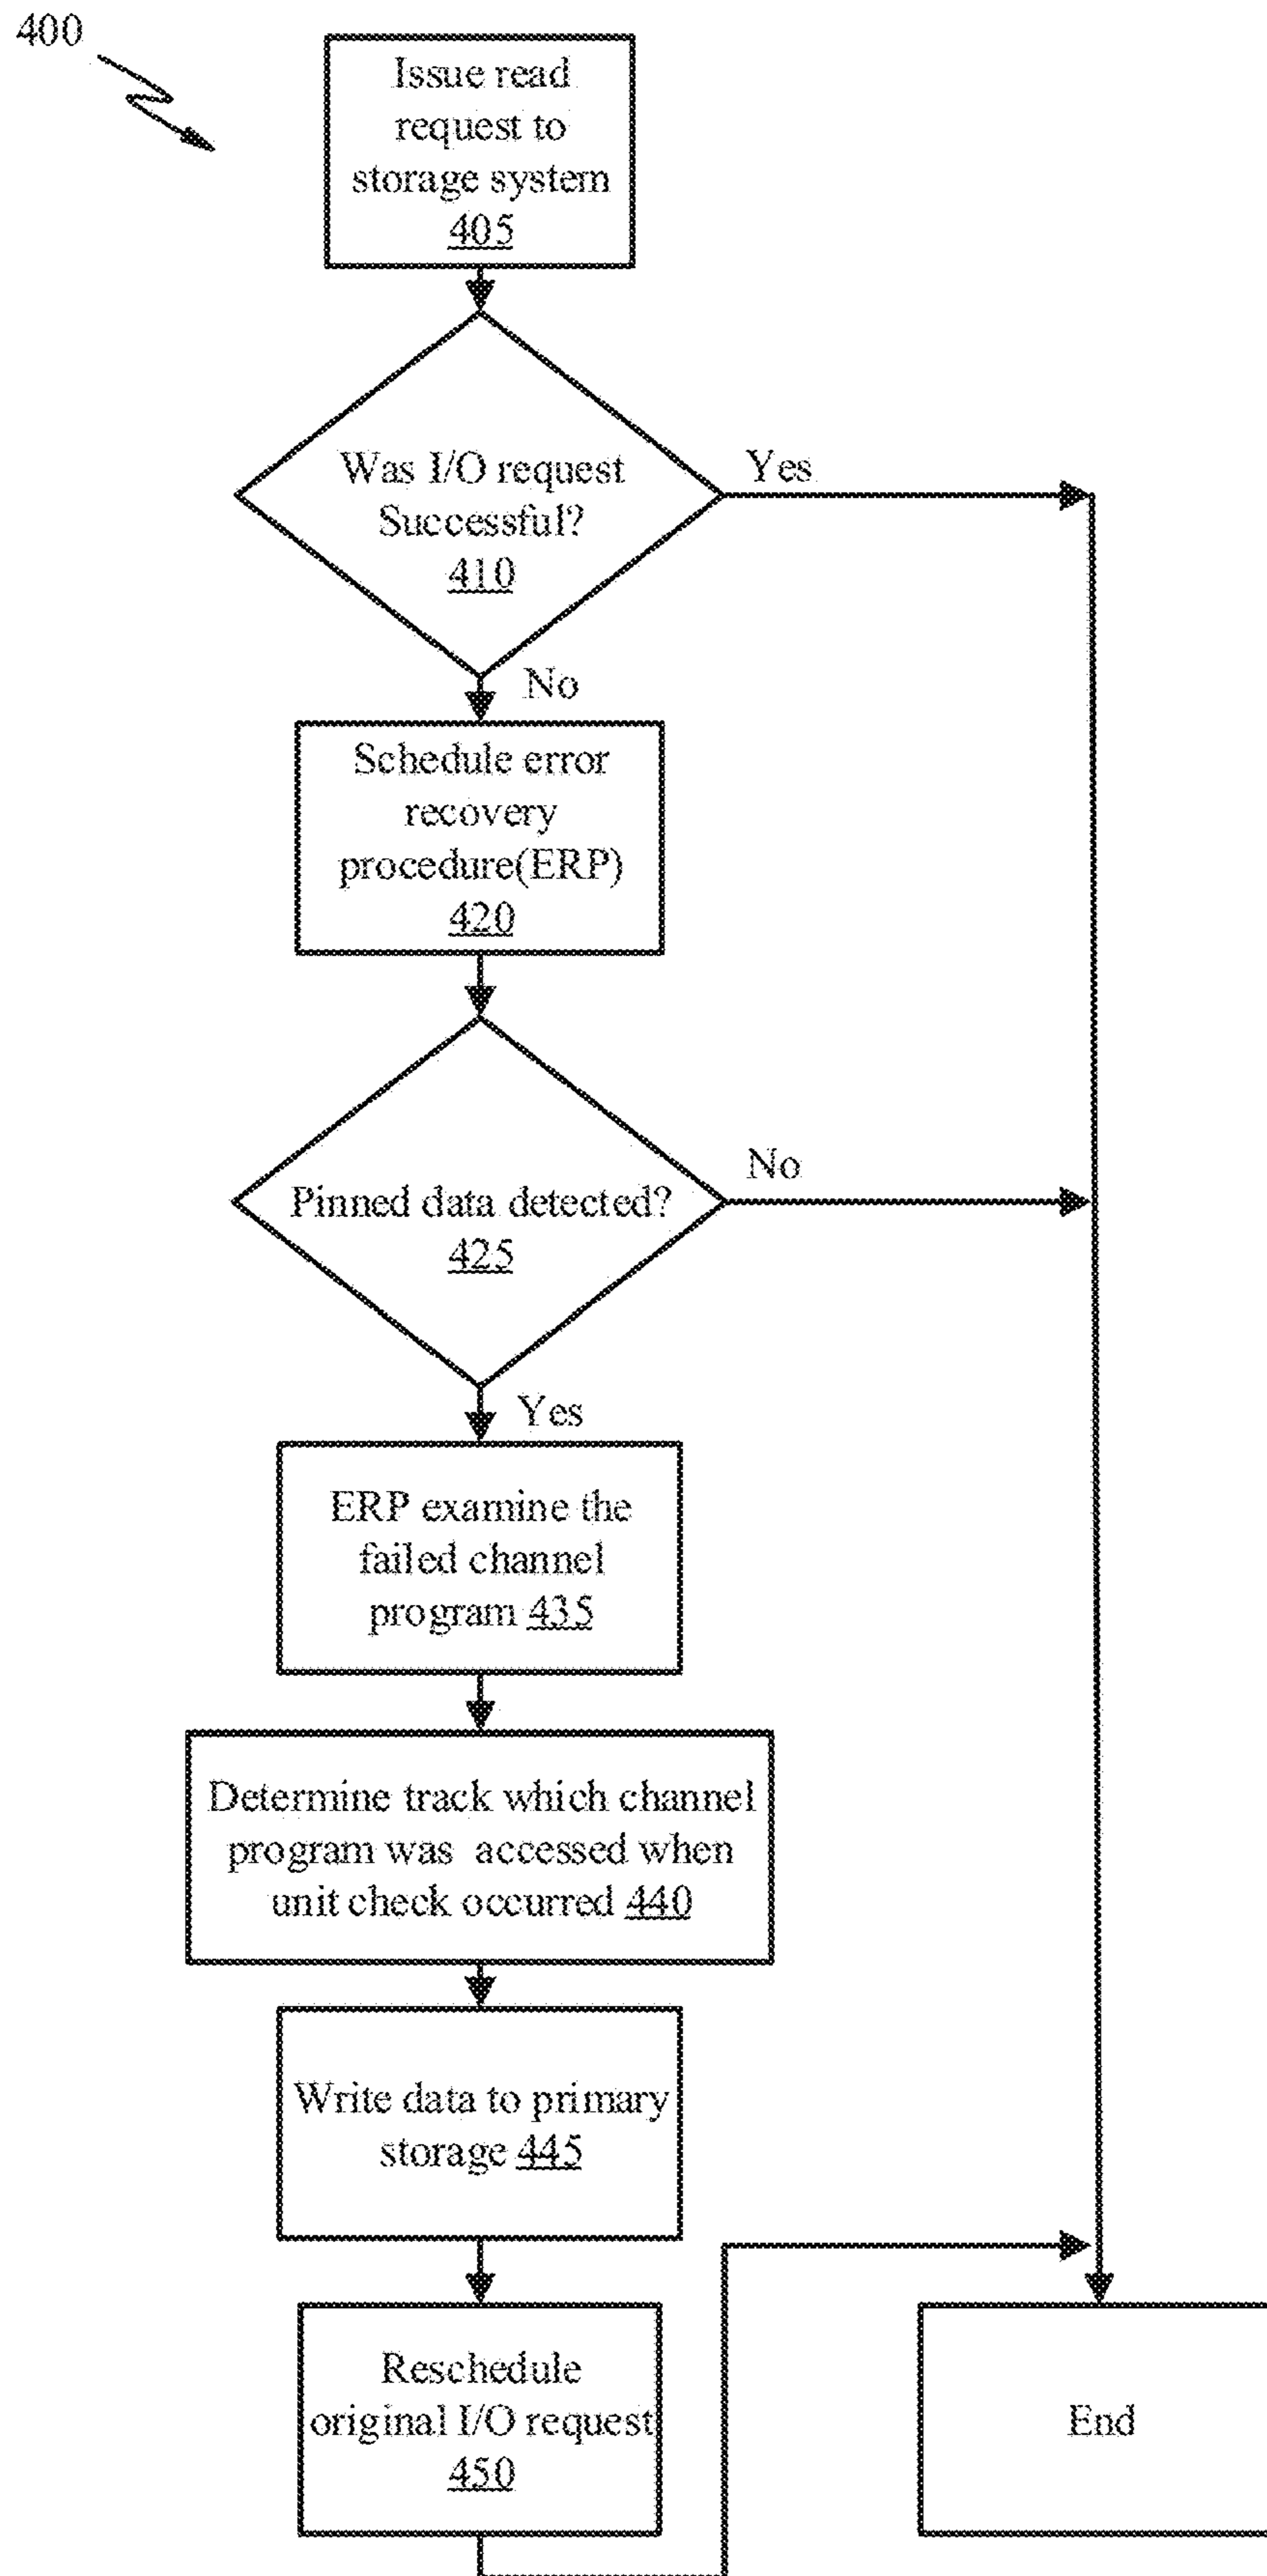 400
Issue read
request to
storage system
405
Was I/O request
Successful?
410
Yes
No
Schedule error
recovery
procedure(ERP)
420
Pinned data detected?
425
No
Yes
ERP examine the
failed channel
program 435
Determine track which channel
program was accessed when
unit check occurred 440
Write data to primary
storage 445
Reschedule
original I/O request
450
End